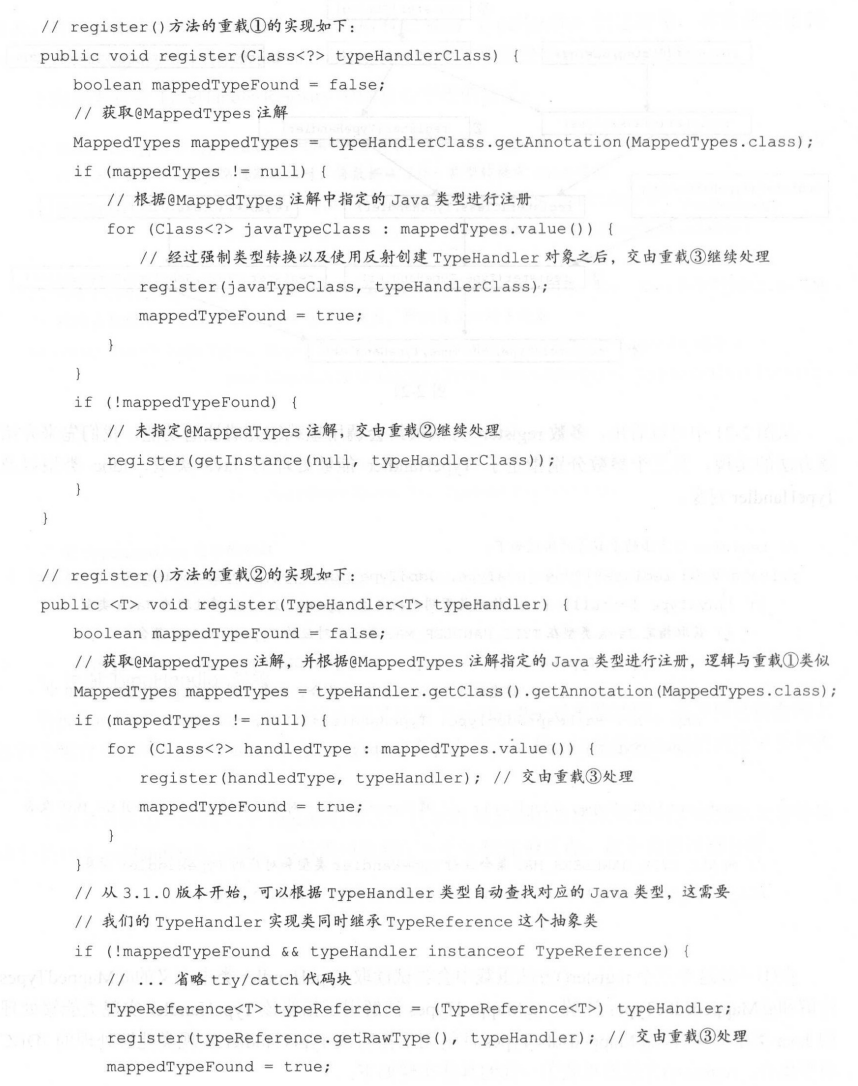 // register()方法的重载①的实现如下:
public void register(Class<?> typeHandlerClass) {
boolean mappedTypeFound = false;
// 获取@MappedTypes 注解
MappedTypes mappedTypes = typeHandlerClass.getAnnotation(MappedTypes.class);
if (mappedTypes != null) {
// 根据@MappedTypes 注解中指定的 Java 类型进行注册
for (Class<?> javaTypeClass : mappedTypes.value()) {
// 经过强制类型转换以及使用反射创建 TypeHandler 对象之后，交由重载③继续处理
register(javaTypeClass, typeHandlerClass);
mappedTypeFound = true;
}
}
if (!mappedTypeFound) {
// 未指定@MappedTypes 注解，交由重载②继续处理
register(getInstance(null, typeHandlerClass));
}
}
// register()方法的重载②的实现如下:
public <T> void register(TypeHandler<T> typeHandler) {
boolean mappedTypeFound = false;
// 获取@MappedTypes 注解，并根据@MappedTypes 注解指定的 Java 类型进行注册，逻辑与重载①类似
MappedTypes mappedTypes = typeHandler.getClass().getAnnotation(MappedTypes.class);
if (mappedTypes != null) {
for (Class<?> handledType : mappedTypes.value()) {
register(handledType, typeHandler); // 交由重载③处理
mappedTypeFound = true;
}
}
// 从 3.1.0 版本开始，可以根据 TypeHandler 类型自动查找对应的 Java 类型，这需要
// 我们的 TypeHandler 实现类同时继承 TypeReference 这个抽象类
if (!mappedTypeFound && typeHandler instanceof TypeReference) {
// ... 省略 try/catch 代码块
TypeReference<T> typeReference = (TypeReference<T>) typeHandler;
register(typeReference.getRawType(), typeHandler); // 交由重载③处理
mappedTypeFound = true;